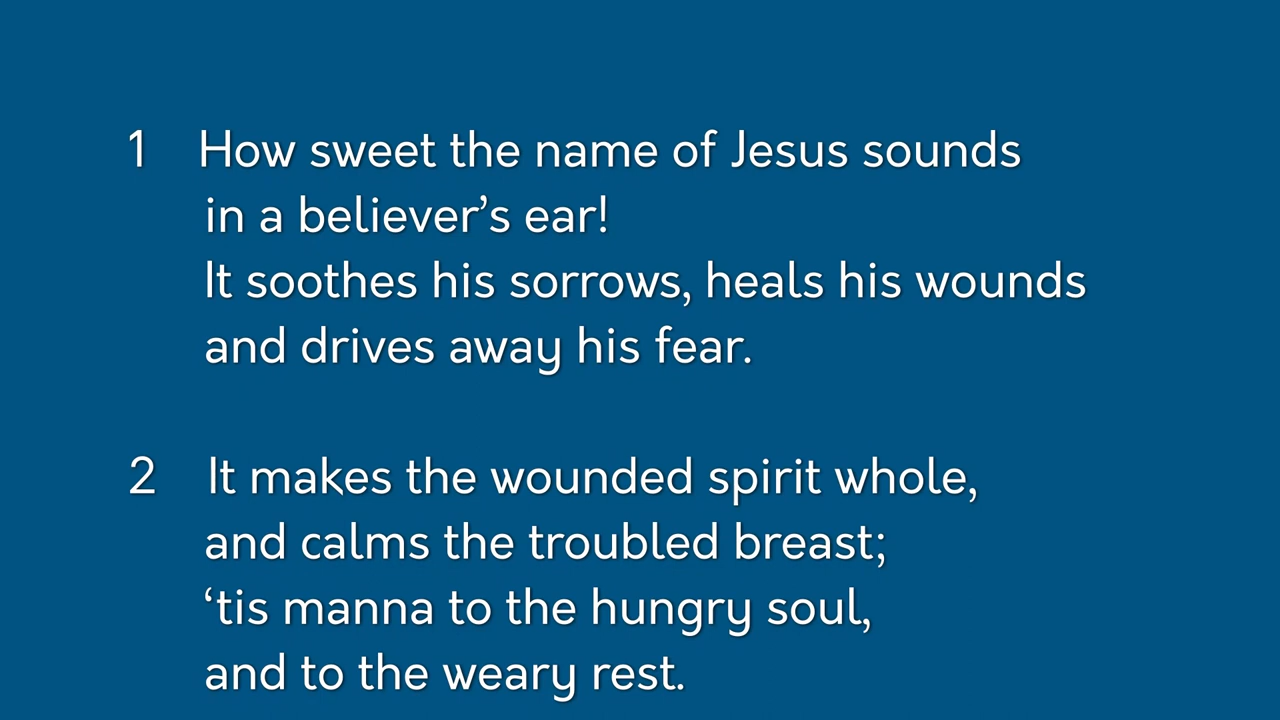 1 How sweet the name of Jesus sounds
in a believer’s ear!
It soothes his sorrows, heals his wounds
and drives away his fear.
2 It makes the wounded spirit whole,
and calms the troubled breast;
‘tis manna to the hungry soul,
and to the weary rest.